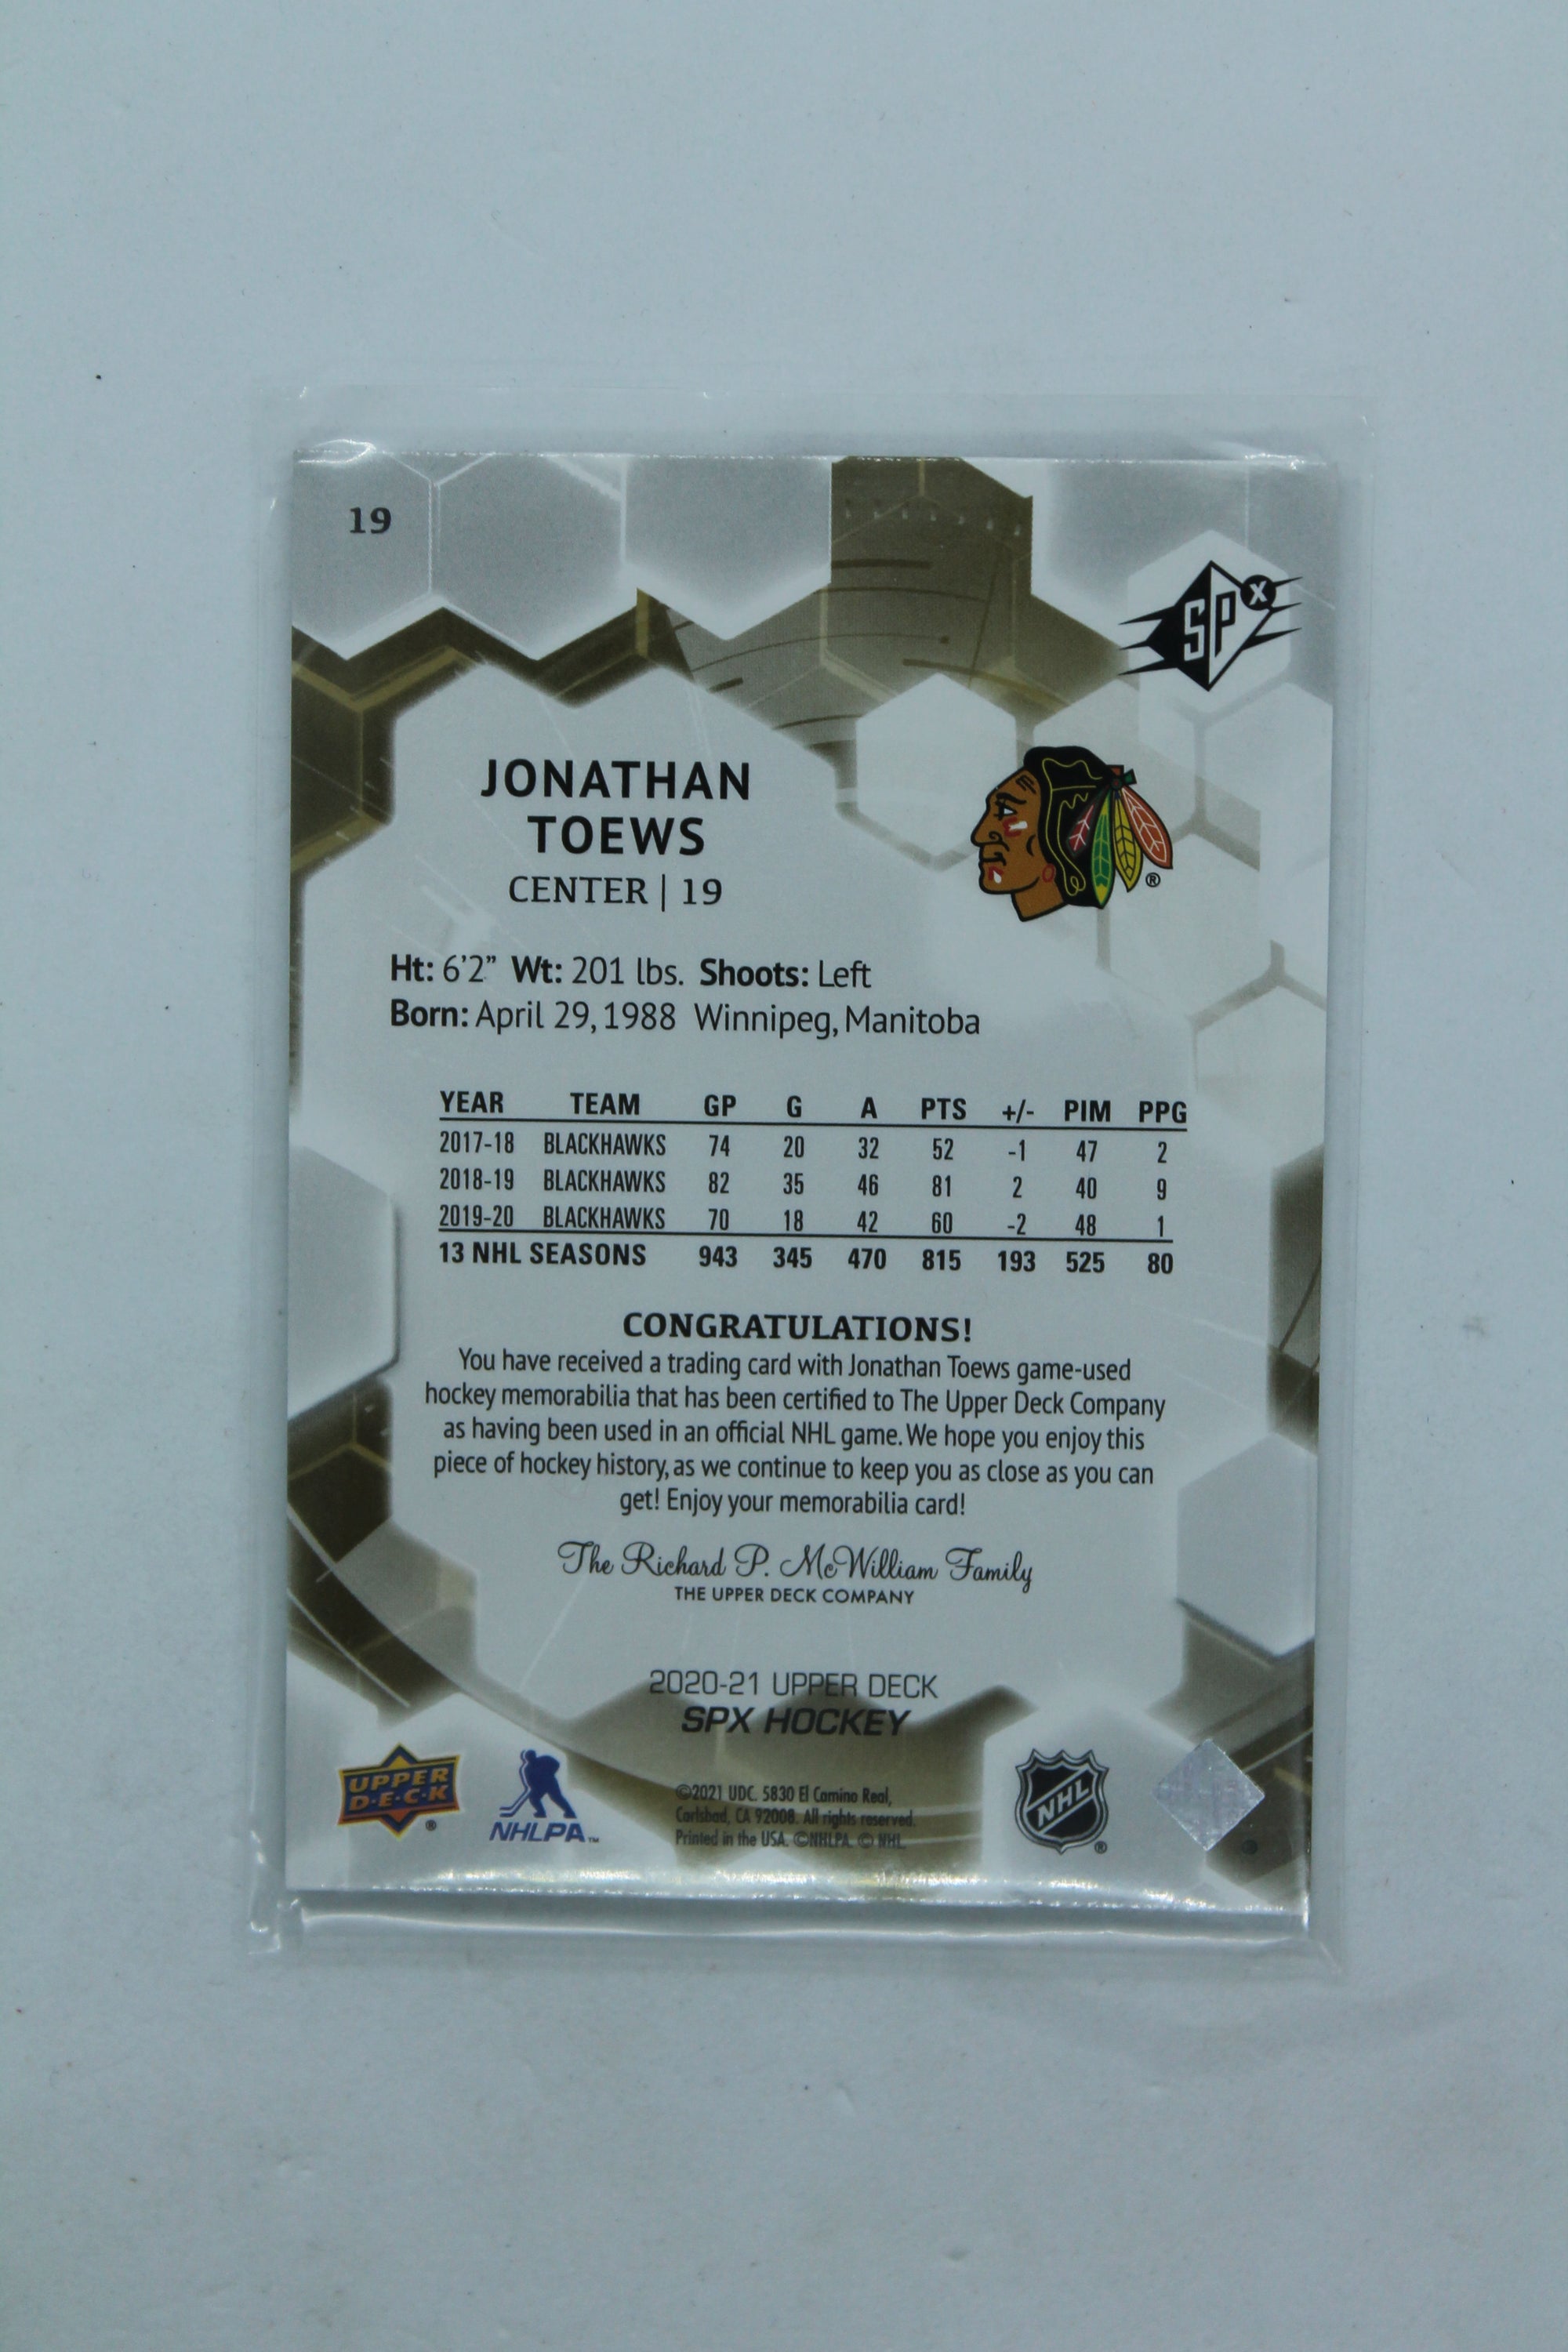 19
SPx
JONATHAN
TOEWS
CENTER | 19
®
Ht: 6'2" Wt: 201 lbs. Shoots: Left
Born: April 29, 1988 Winnipeg, Manitoba
YEAR TEAM GP G A PTS +/- PIM PPG
2017-18 BLACKHAWKS 74 20 32 52 -1 47 2
2018-19 BLACKHAWKS 82 35 46 81 2 40 9
2019-20 BLACKHAWKS 70 18 42 60 -2 48 1
13 NHL SEASONS 943 345 470 815 193 525 80
CONGRATULATIONS!
You have received a trading card with Jonathan Toews game-used
hockey memorabilia that has been certified to The Upper Deck Company
as having been used in an official NHL game. We hope you enjoy this
piece of hockey history, as we continue to keep you as close as you can
get! Enjoy your memorabilia card!
The Richard P. McWilliam Family
THE UPPER DECK COMPANY
2020-21 UPPER DECK
SPX HOCKEY
UPPER
D·E·C·K
®
NHLPA™
©2021 UDC. 5830 El Camino Real,
Carlsbad, CA 92008. All rights reserved.
Printed in the USA. ©NHLPA. © NHL.
NHL
®